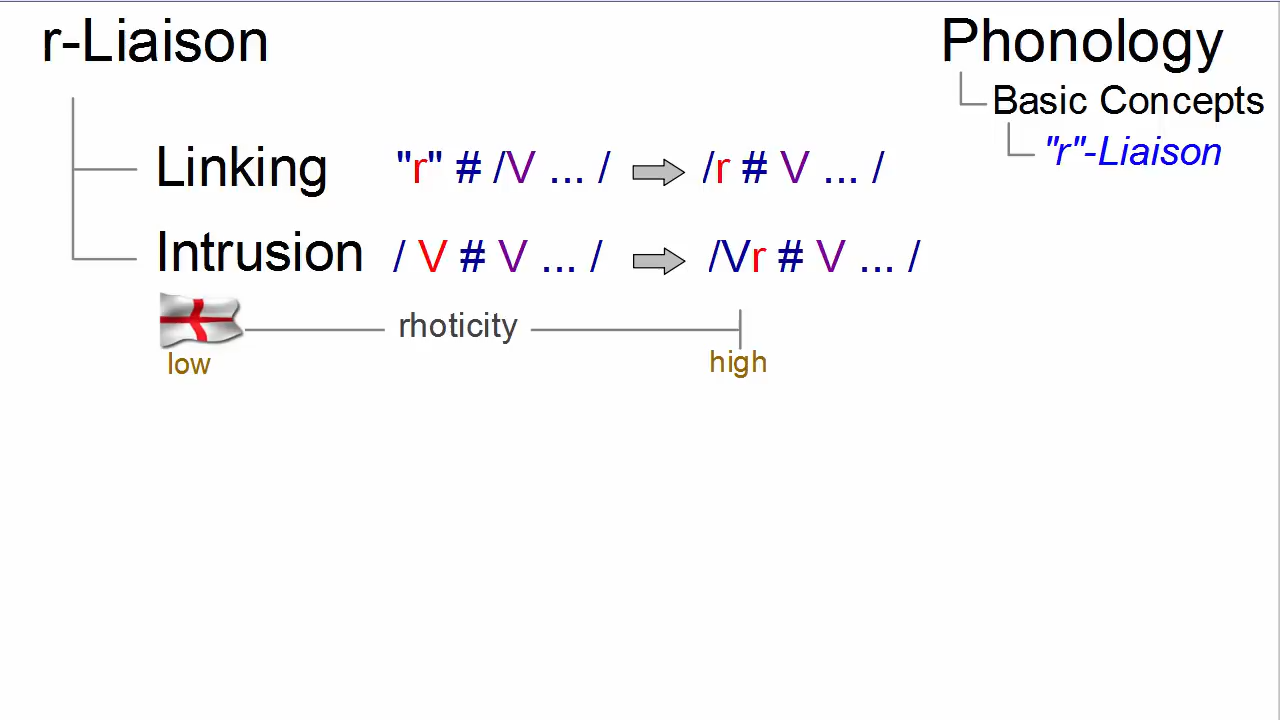 r-Liaison
Phonology
Basic Concepts
"r"-Liaison
Linking "r" # /V ... / /r # V ... /
Intrusion / V # V ... / /Vr # V ... /
rhoticity
low high